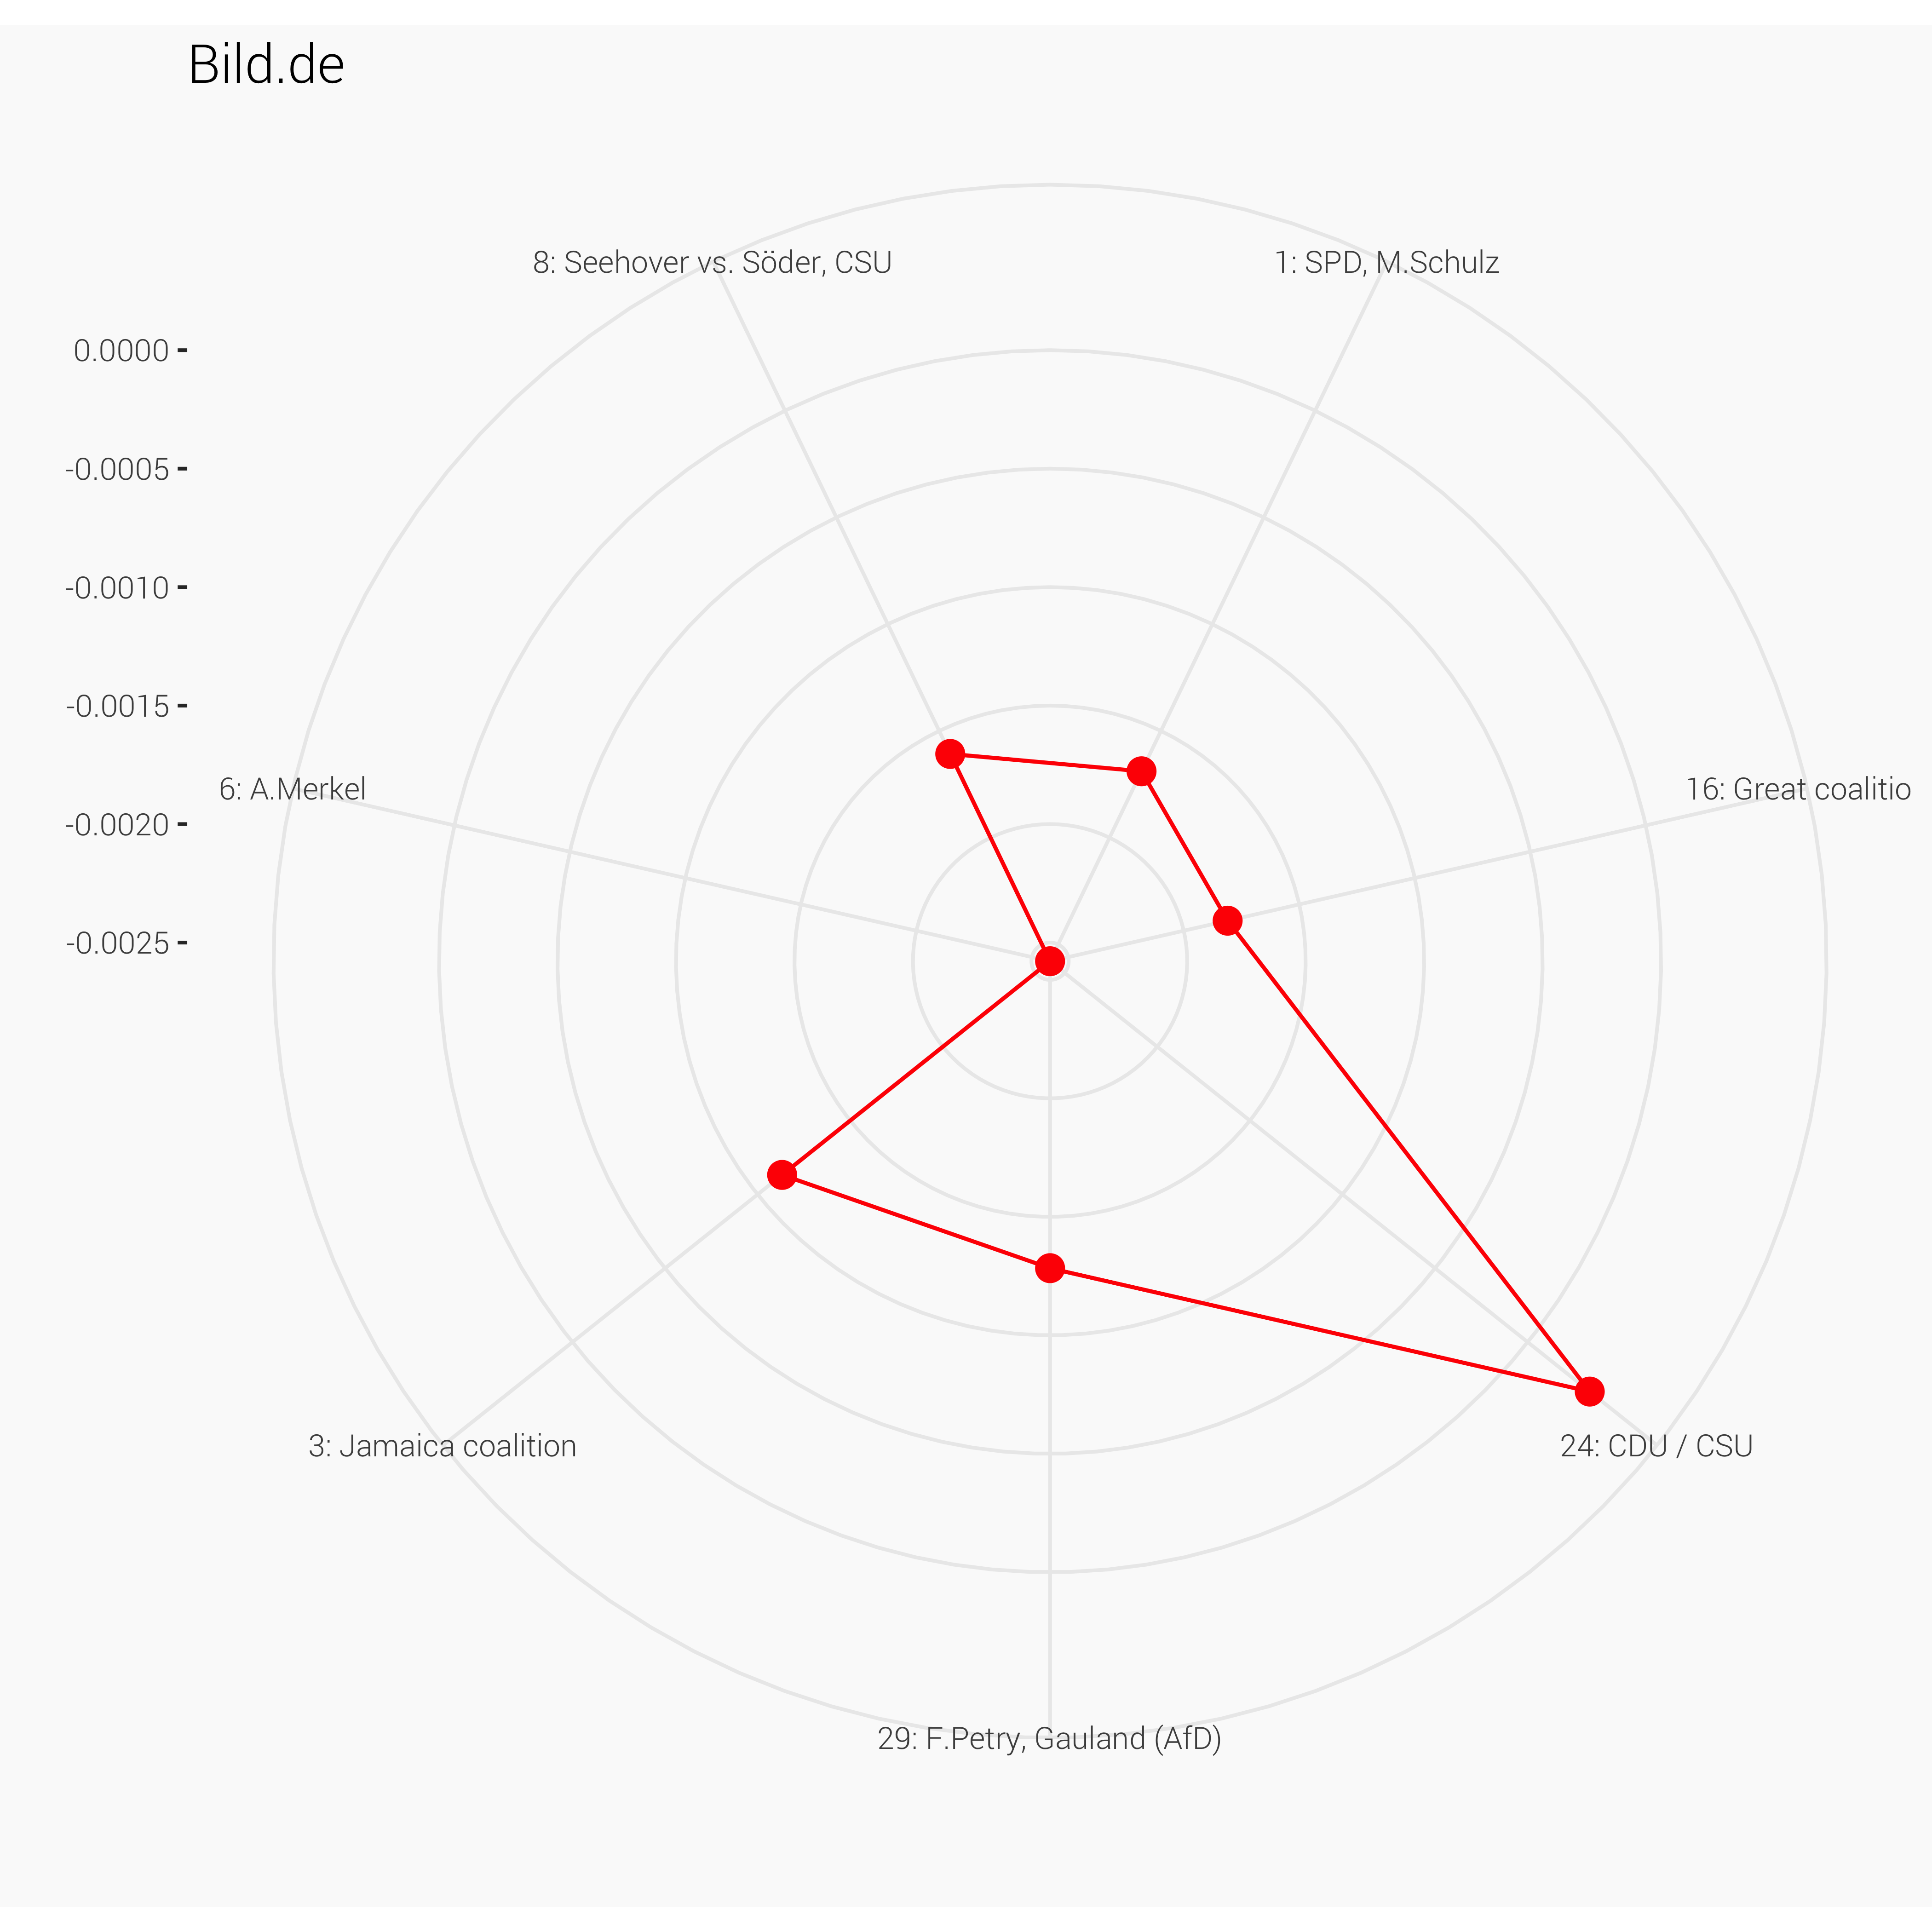 Bild.de
8: Seehover vs. Söder, CSU
1: SPD, M.Schulz
0.0000
-0.0005
-0.0010
-0.0015
6: A.Merkel
16: Great coalitio
-0.0020
-0.0025
3: Jamaica coalition
24: CDU / CSU
29: F.Petry, Gauland (AfD)